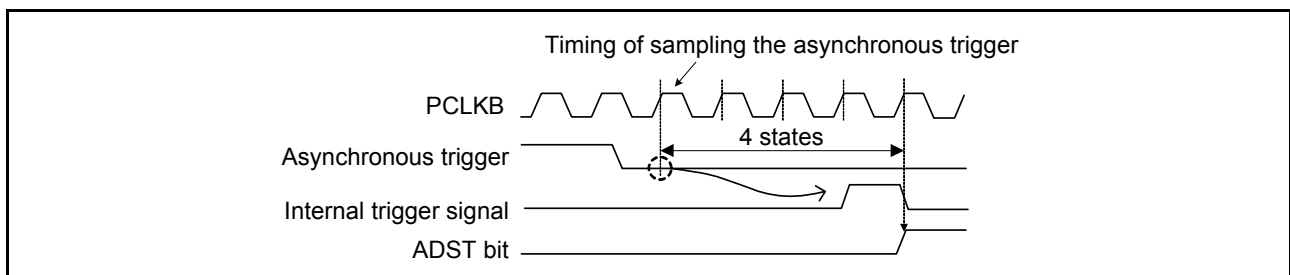 Timing of sampling the asynchronous trigger
PCLKB
4 states
Asynchronous trigger
Internal trigger signal
ADST bit